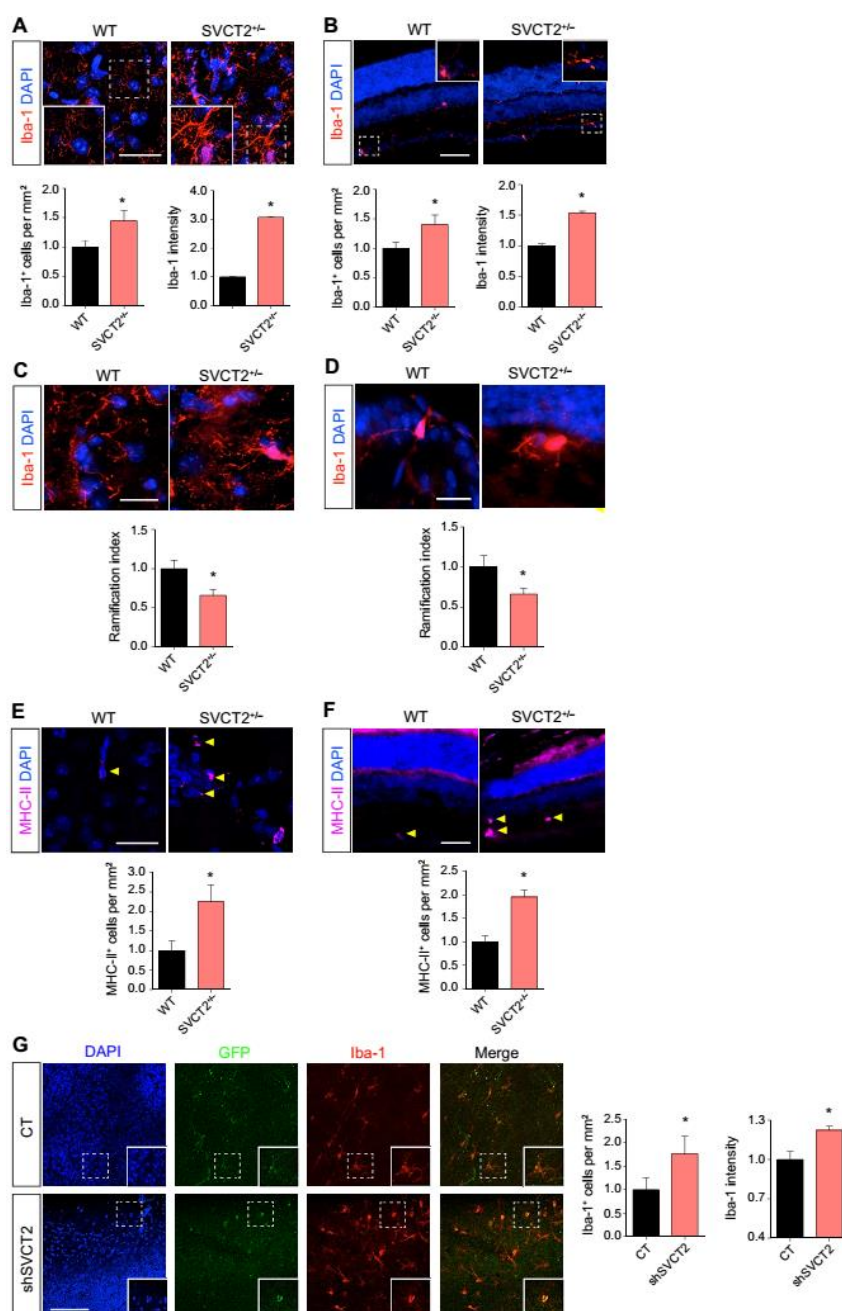 A
WT
SVCT2+/–
Iba-1 DAPI
Iba-1+ cells per mm²
2.0
1.5
1.0
0.5
0.0
WT
SVCT2+/–
*
Iba-1 intensity
4.0
3.0
2.0
1.0
0.0
WT
SVCT2+/–
*
B
WT
SVCT2+/–
Iba-1 DAPI
Iba-1+ cells per mm²
2.0
1.5
1.0
0.5
0.0
WT
SVCT2+/–
*
Iba-1 intensity
2.0
1.5
1.0
0.5
0.0
WT
SVCT2+/–
*
C
WT
SVCT2+/–
Iba-1 DAPI
Ramification index
1.5
1.0
0.5
0.0
WT
SVCT2+/–
*
D
WT
SVCT2+/–
Iba-1 DAPI
Ramification index
1.5
1.0
0.5
0.0
WT
SVCT2+/–
*
E
WT
SVCT2+/–
MHC-II DAPI
MHC-II+ cells per mm²
3.0
2.5
2.0
1.5
1.0
0.5
0.0
WT
SVCT2+/–
*
F
WT
SVCT2+/–
MHC-II DAPI
MHC-II+ cells per mm²
2.5
2.0
1.5
1.0
0.5
0.0
WT
SVCT2+/–
*
G
DAPI
GFP
Iba-1
Merge
CT
shSVCT2
Iba-1+ cells per mm²
2.5
2.0
1.5
1.0
0.5
0.0
CT
shSVCT2
*
Iba-1 intensity
1.3
1.0
0.7
0.4
CT
shSVCT2
*